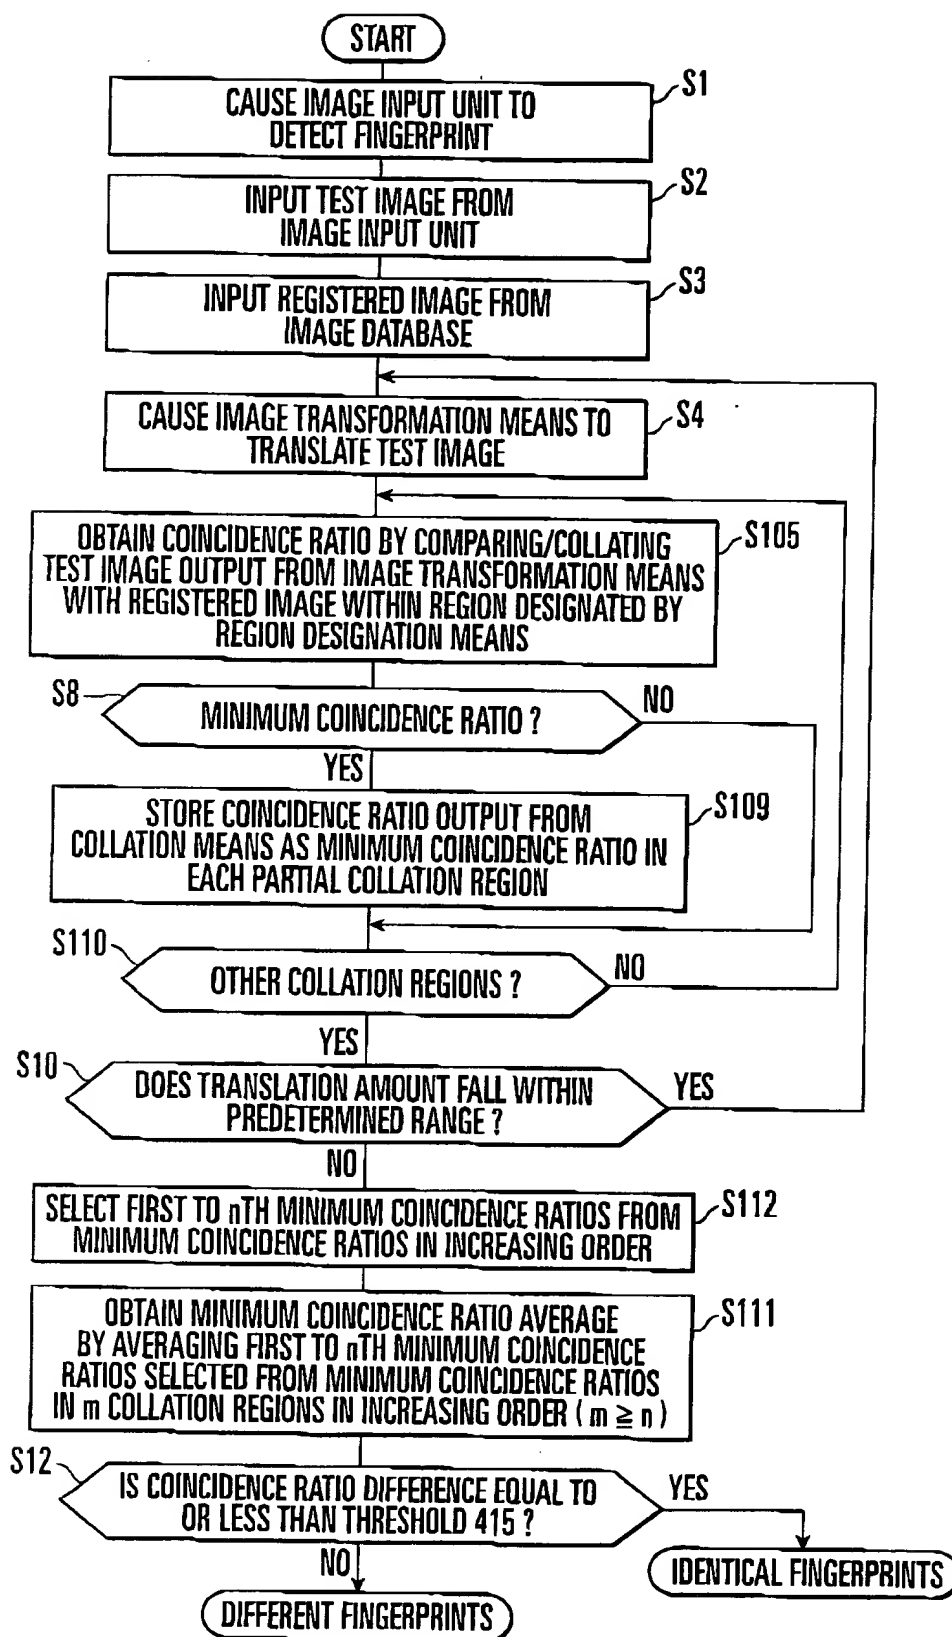 START
S1
CAUSE IMAGE INPUT UNIT TO
DETECT FINGERPRINT
S2
INPUT TEST IMAGE FROM
IMAGE INPUT UNIT
S3
INPUT REGISTERED IMAGE FROM
IMAGE DATABASE
S4
CAUSE IMAGE TRANSFORMATION MEANS TO
TRANSLATE TEST IMAGE
S105
OBTAIN COINCIDENCE RATIO BY COMPARING/COLLATING
TEST IMAGE OUTPUT FROM IMAGE TRANSFORMATION MEANS
WITH REGISTERED IMAGE WITHIN REGION DESIGNATED BY
REGION DESIGNATION MEANS
S8
MINIMUM COINCIDENCE RATIO ?
NO
YES
S109
STORE COINCIDENCE RATIO OUTPUT FROM
COLLATION MEANS AS MINIMUM COINCIDENCE RATIO IN
EACH PARTIAL COLLATION REGION
S110
OTHER COLLATION REGIONS ?
NO
YES
S10
DOES TRANSLATION AMOUNT FALL WITHIN
PREDETERMINED RANGE ?
YES
NO
S112
SELECT FIRST TO nTH MINIMUM COINCIDENCE RATIOS FROM
MINIMUM COINCIDENCE RATIOS IN INCREASING ORDER
S111
OBTAIN MINIMUM COINCIDENCE RATIO AVERAGE
BY AVERAGING FIRST TO nTH MINIMUM COINCIDENCE
RATIOS SELECTED FROM MINIMUM COINCIDENCE RATIOS
IN m COLLATION REGIONS IN INCREASING ORDER ( m ≧ n )
S12
IS COINCIDENCE RATIO DIFFERENCE EQUAL TO
OR LESS THAN THRESHOLD 415 ?
YES
NO
IDENTICAL FINGERPRINTS
DIFFERENT FINGERPRINTS